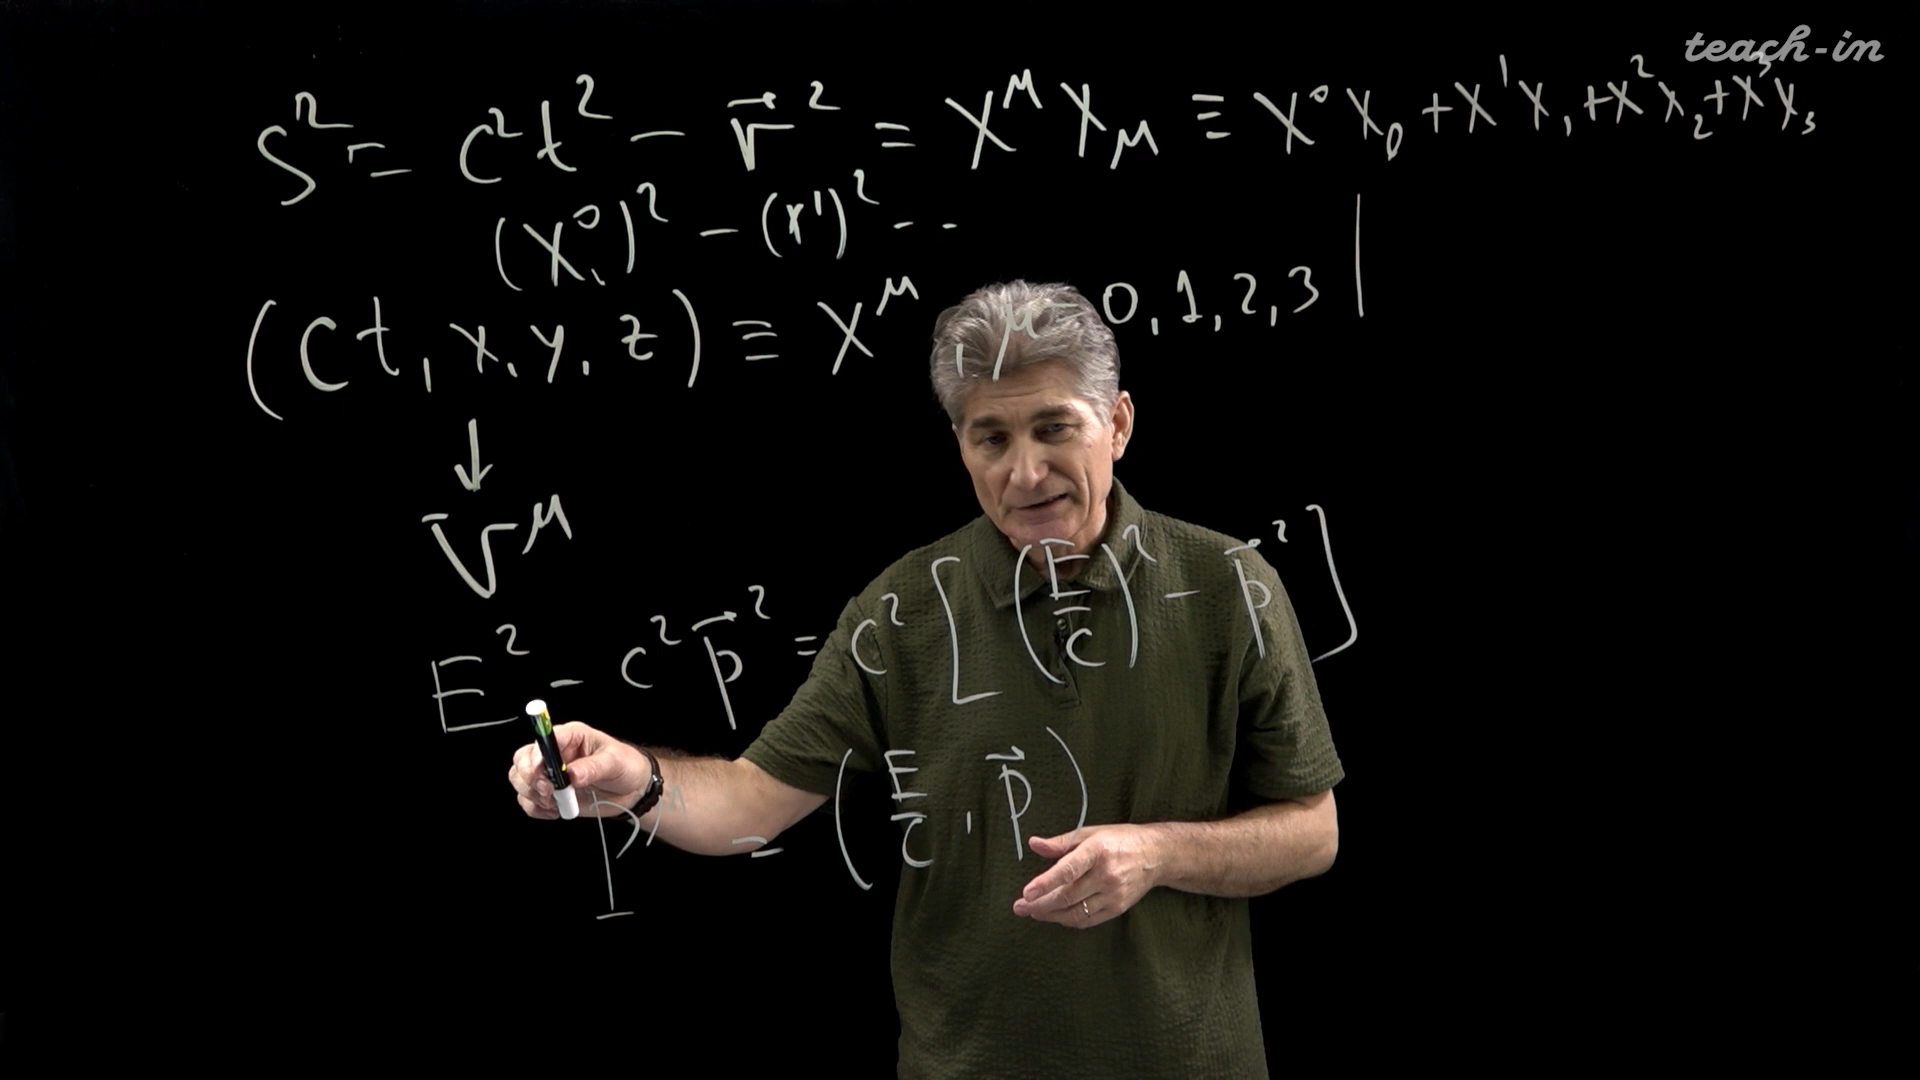 teach-in
S² = c²t² − r⃗² = x^μ x_μ ≡ x⁰x₀ + x¹x₁ + x²x₂ + x³x₃
(x⁰)² − (x¹)² - -
(ct, x, y, z) ≡ x^μ, μ = 0, 1, 2, 3 |
↓
V^μ
E² − c²p⃗² = c²[(E/c)² − p⃗²]
p^μ = (E/c, p⃗)